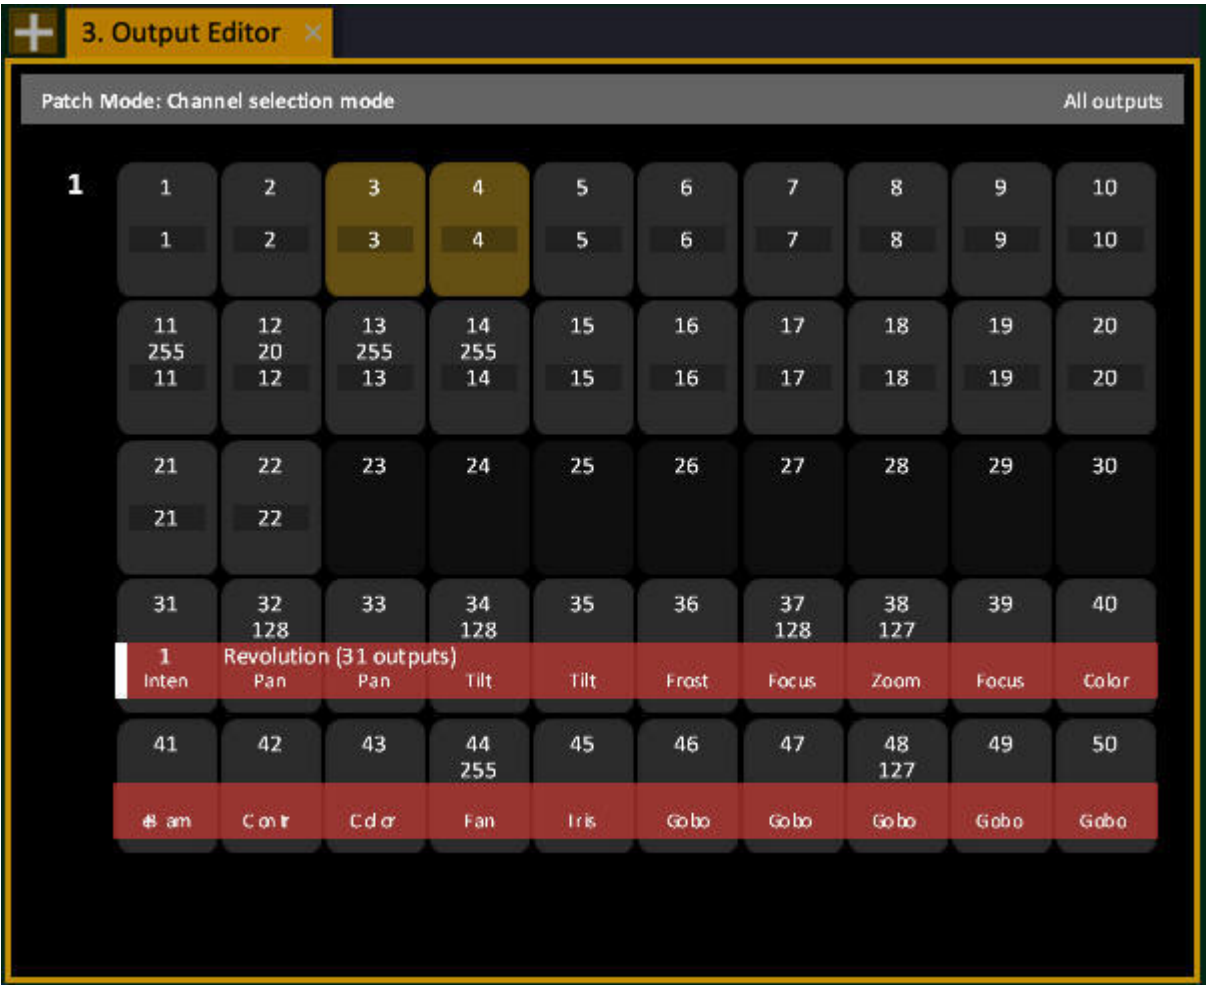 3. Output Editor
Patch Mode: Channel selection mode All outputs
1
1 2 3 4 5 6 7 8 9 10
1 2 3 4 5 6 7 8 9 10
11 12 13 14 15 16 17 18 19 20
255 20 255 255
11 12 13 14 15 16 17 18 19 20
21 22 23 24 25 26 27 28 29 30
21 22
31 32 33 34 35 36 37 38 39 40
128 128 128 127
1 Revolution (31 outputs)
Inten Pan Pan Tilt Tilt Frost Focus Zoom Focus Color
41 42 43 44 45 46 47 48 49 50
255 127
Contr Color Fan Iris Gobo Gobo Gobo Gobo Gobo